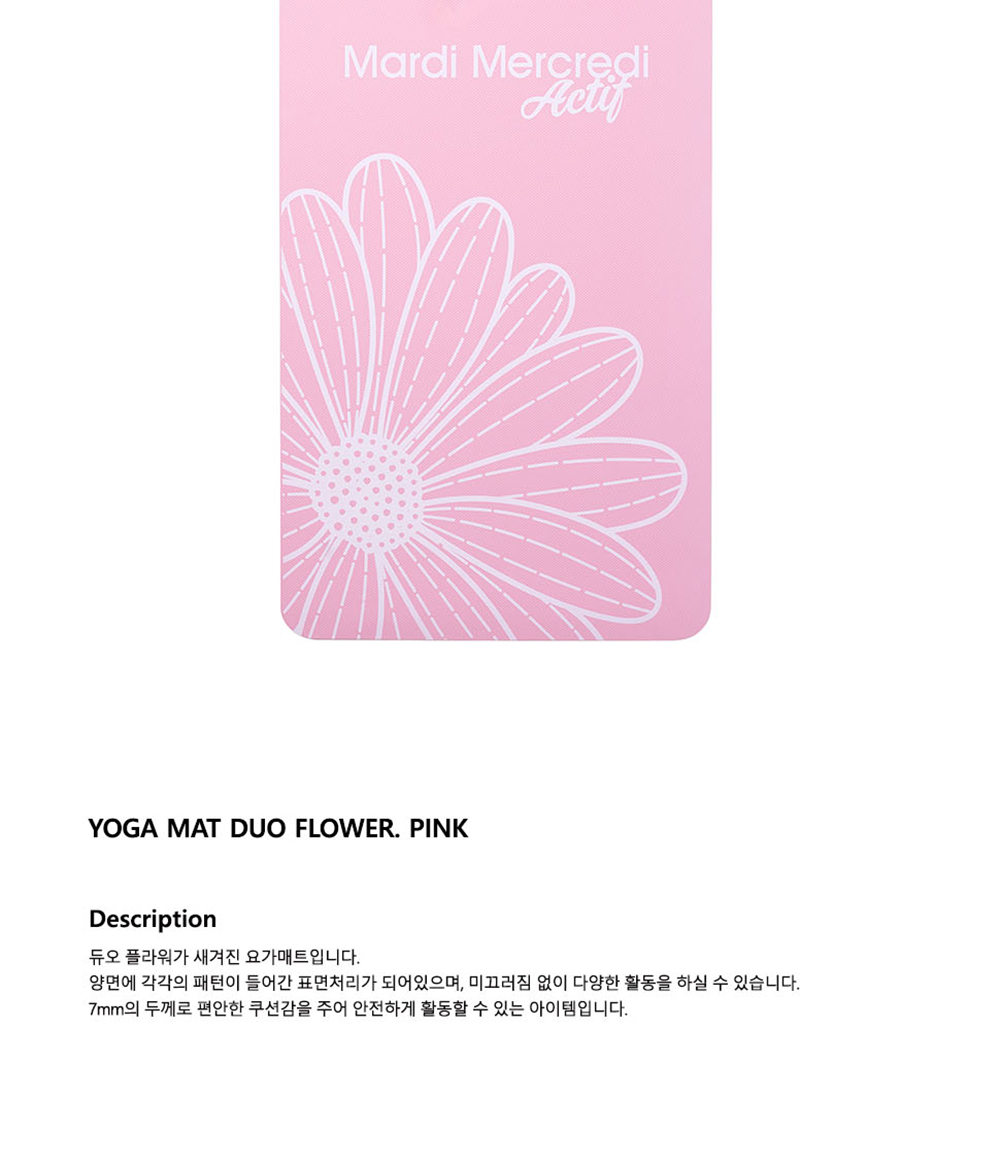 Mardi Mercredi
Actif
YOGA MAT DUO FLOWER. PINK
Description
듀오 플라워가 새겨진 요가매트입니다.
양면에 각각의 패턴이 들어간 표면처리가 되어있으며, 미끄러짐 없이 다양한 활동을 하실 수 있습니다.
7mm의 두께로 편안한 쿠션감을 주어 안전하게 활동할 수 있는 아이템입니다.